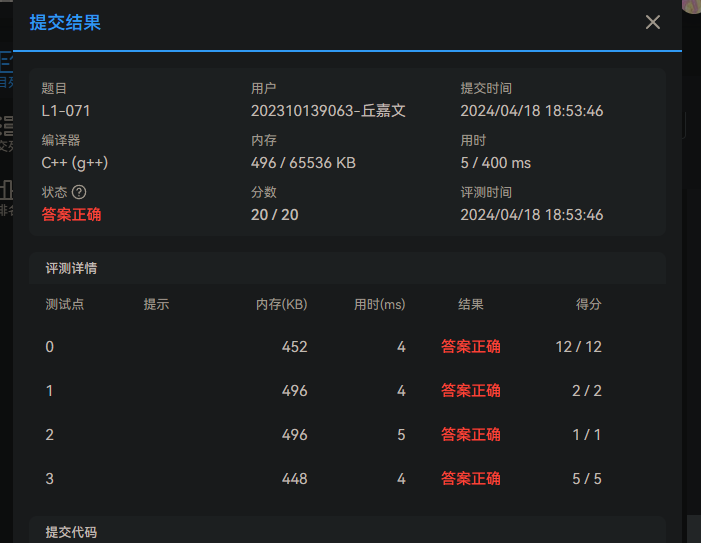 提交结果
题目 用户 提交时间
L1-071 202310139063-丘嘉文 2024/04/18 18:53:46
编译器 内存 用时
C++ (g++) 496 / 65536 KB 5 / 400 ms
状态 ? 分数 评测时间
答案正确 20 / 20 2024/04/18 18:53:46
评测详情
测试点 提示 内存(KB) 用时(ms) 结果 得分
0 452 4 答案正确 12 / 12
1 496 4 答案正确 2 / 2
2 496 5 答案正确 1 / 1
3 448 4 答案正确 5 / 5
提交代码